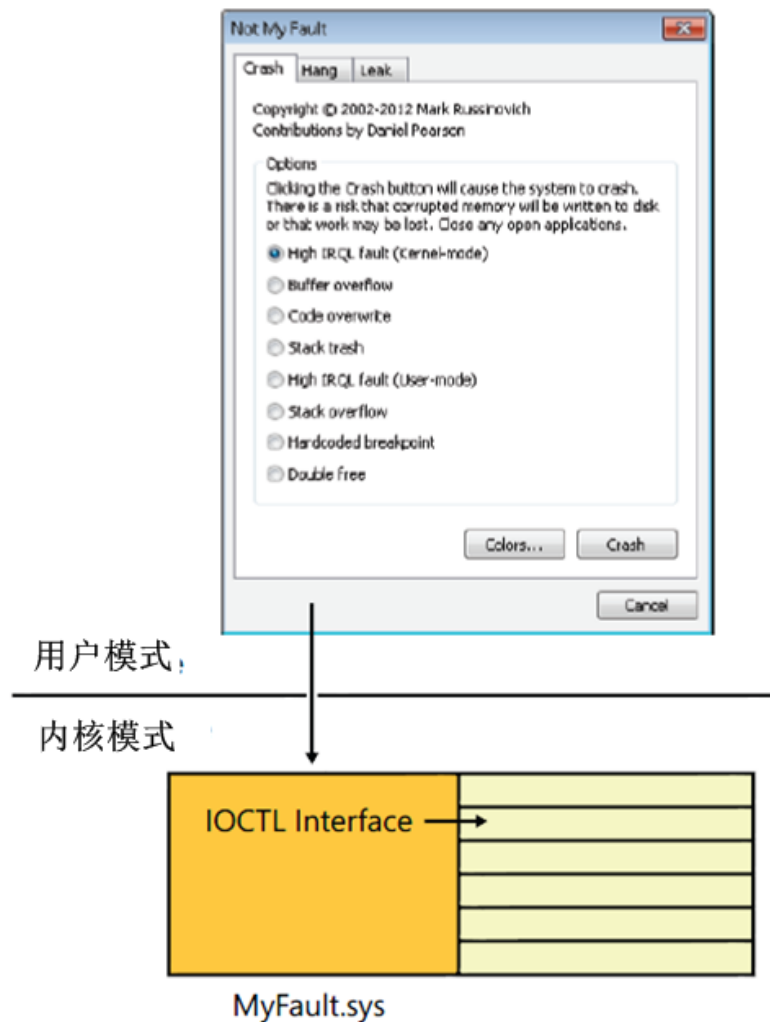 Not My Fault
Crash Hang Leak
Copyright © 2002-2012 Mark Russinovich
Contributions by Daniel Pearson
Options
Clicking the Crash button will cause the system to crash.
There is a risk that corrupted memory will be written to disk
or that work may be lost. Close any open applications.
High IRQL fault (Kernel-mode)
Buffer overflow
Code overwrite
Stack trash
High IRQL fault (User-mode)
Stack overflow
Hardcoded breakpoint
Double free
Colors... Crash
Cancel
用户模式
内核模式
IOCTL Interface
MyFault.sys